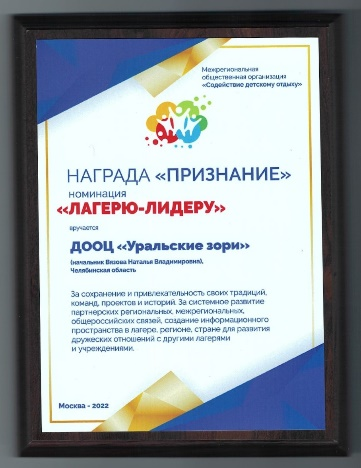 Межрегиональная
общественная организация
«Содействие детскому отдыху»
НАГРАДА «ПРИЗНАНИЕ»
номинация
«ЛАГЕРЮ-ЛИДЕРУ»
вручается
ДООЦ «Уральские зори»
(начальник Вязова Наталья Владимировна),
Челябинская область
За сохранение и привлекательность своих традиций,
команд, проектов и историй. За системное развитие
партнерских региональных, межрегиональных,
общероссийских связей, создание информационного
пространства в лагере, регионе, стране для развития
дружеских отношений с другими лагерями
и учреждениями.
Москва - 2022